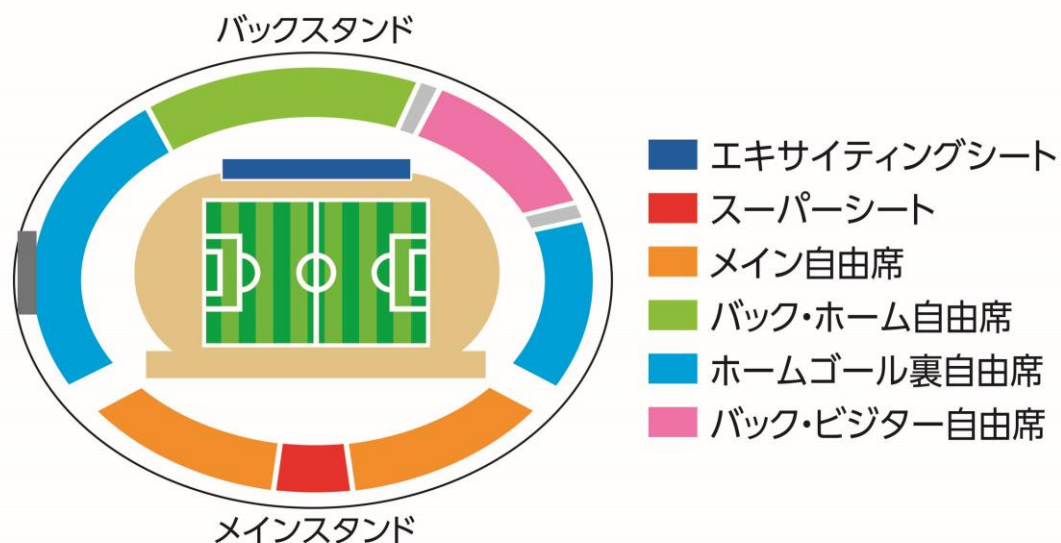 バックスタンド
エキサイティングシート
スーパーシート
メイン自由席
バック・ホーム自由席
ホームゴール裏自由席
バック・ビジター自由席
メインスタンド